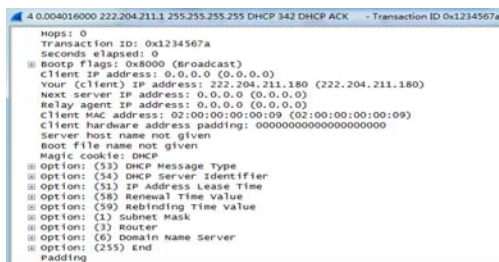 4 0.004016000 222.204.211.1 255.255.255.255 DHCP 342 DHCP ACK - Transaction ID 0x1234567a
Hops: 0
Transaction ID: 0x1234567a
Seconds elapsed: 0
Bootp flags: 0x8000 (Broadcast)
Client IP address: 0.0.0.0 (0.0.0.0)
Your (client) IP address: 222.204.211.180 (222.204.211.180)
Next server IP address: 0.0.0.0 (0.0.0.0)
Relay agent IP address: 0.0.0.0 (0.0.0.0)
Client MAC address: 02:00:00:00:00:09 (02:00:00:00:00:09)
Client hardware address padding: 00000000000000000000
Server host name not given
Boot file name not given
Magic cookie: DHCP
Option: (53) DHCP Message Type
Option: (54) DHCP Server Identifier
Option: (51) IP Address Lease Time
Option: (58) Renewal Time Value
Option: (59) Rebinding Time Value
Option: (1) Subnet Mask
Option: (3) Router
Option: (6) Domain Name Server
Option: (255) End
Padding